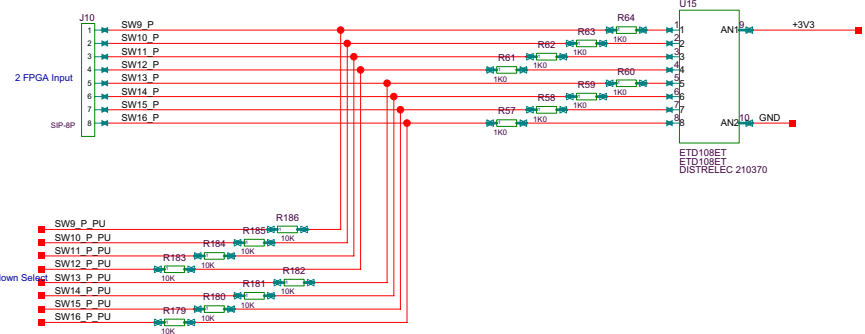 U15
J10
1 SW9_P R64 1K0 1 AN1 9 +3V3
2 SW10_P R63 1K0 2
3 SW11_P R62 1K0 3
4 SW12_P R61 1K0 4
2 FPGA Input
5 SW13_P R60 1K0 5
6 SW14_P R59 1K0 6
7 SW15_P R58 1K0 7
8 SW16_P R57 1K0 8 AN2 10 GND
SIP-8P
ETD108ET
ETD108ET
DISTRELEC 210370
SW9_P_PU R186
SW10_P_PU R185 10K
SW11_P_PU R184 10K
SW12_P_PU R183 10K
10K
down Select
SW13_P_PU R182 10K
SW14_P_PU R181 10K
SW15_P_PU R180 10K
SW16_P_PU R179 10K